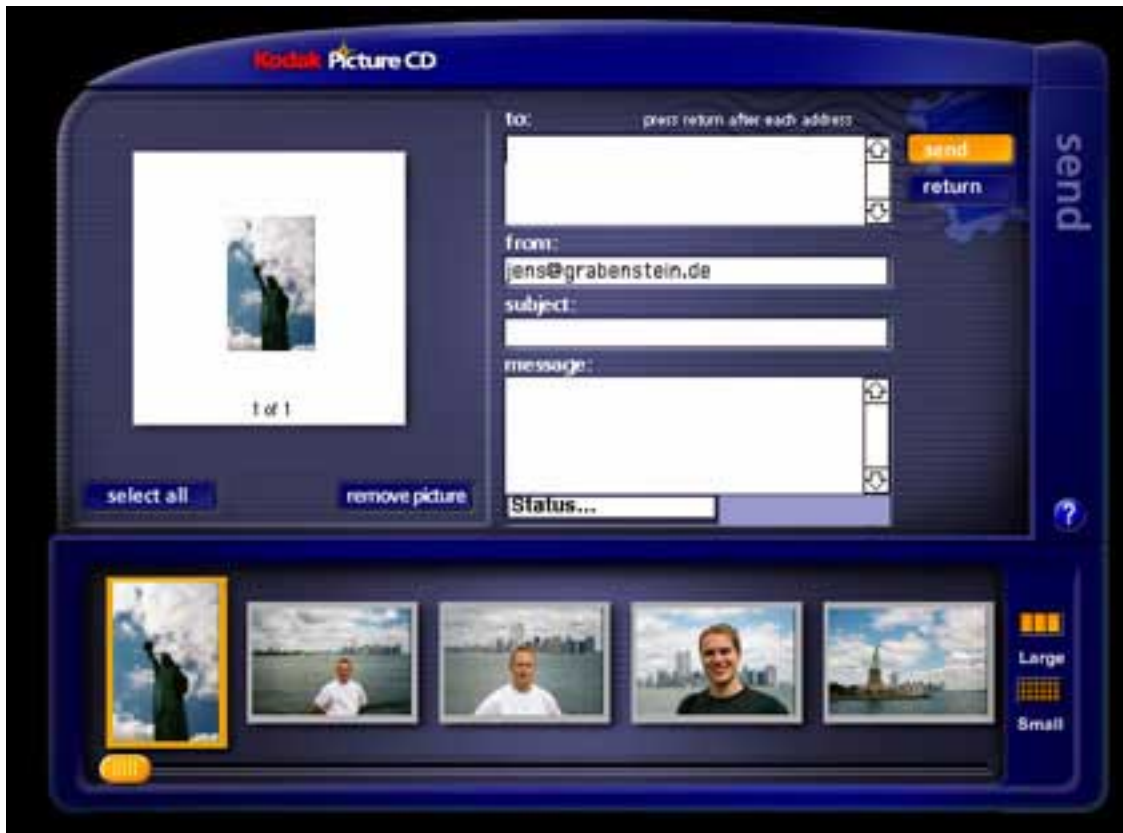 Kodak Picture CD
to: press return after each address
send
return
send
from:
jens@grabenstein.de
subject:
message:
1 of 1
select all
remove picture
Status...
?
Large
Small